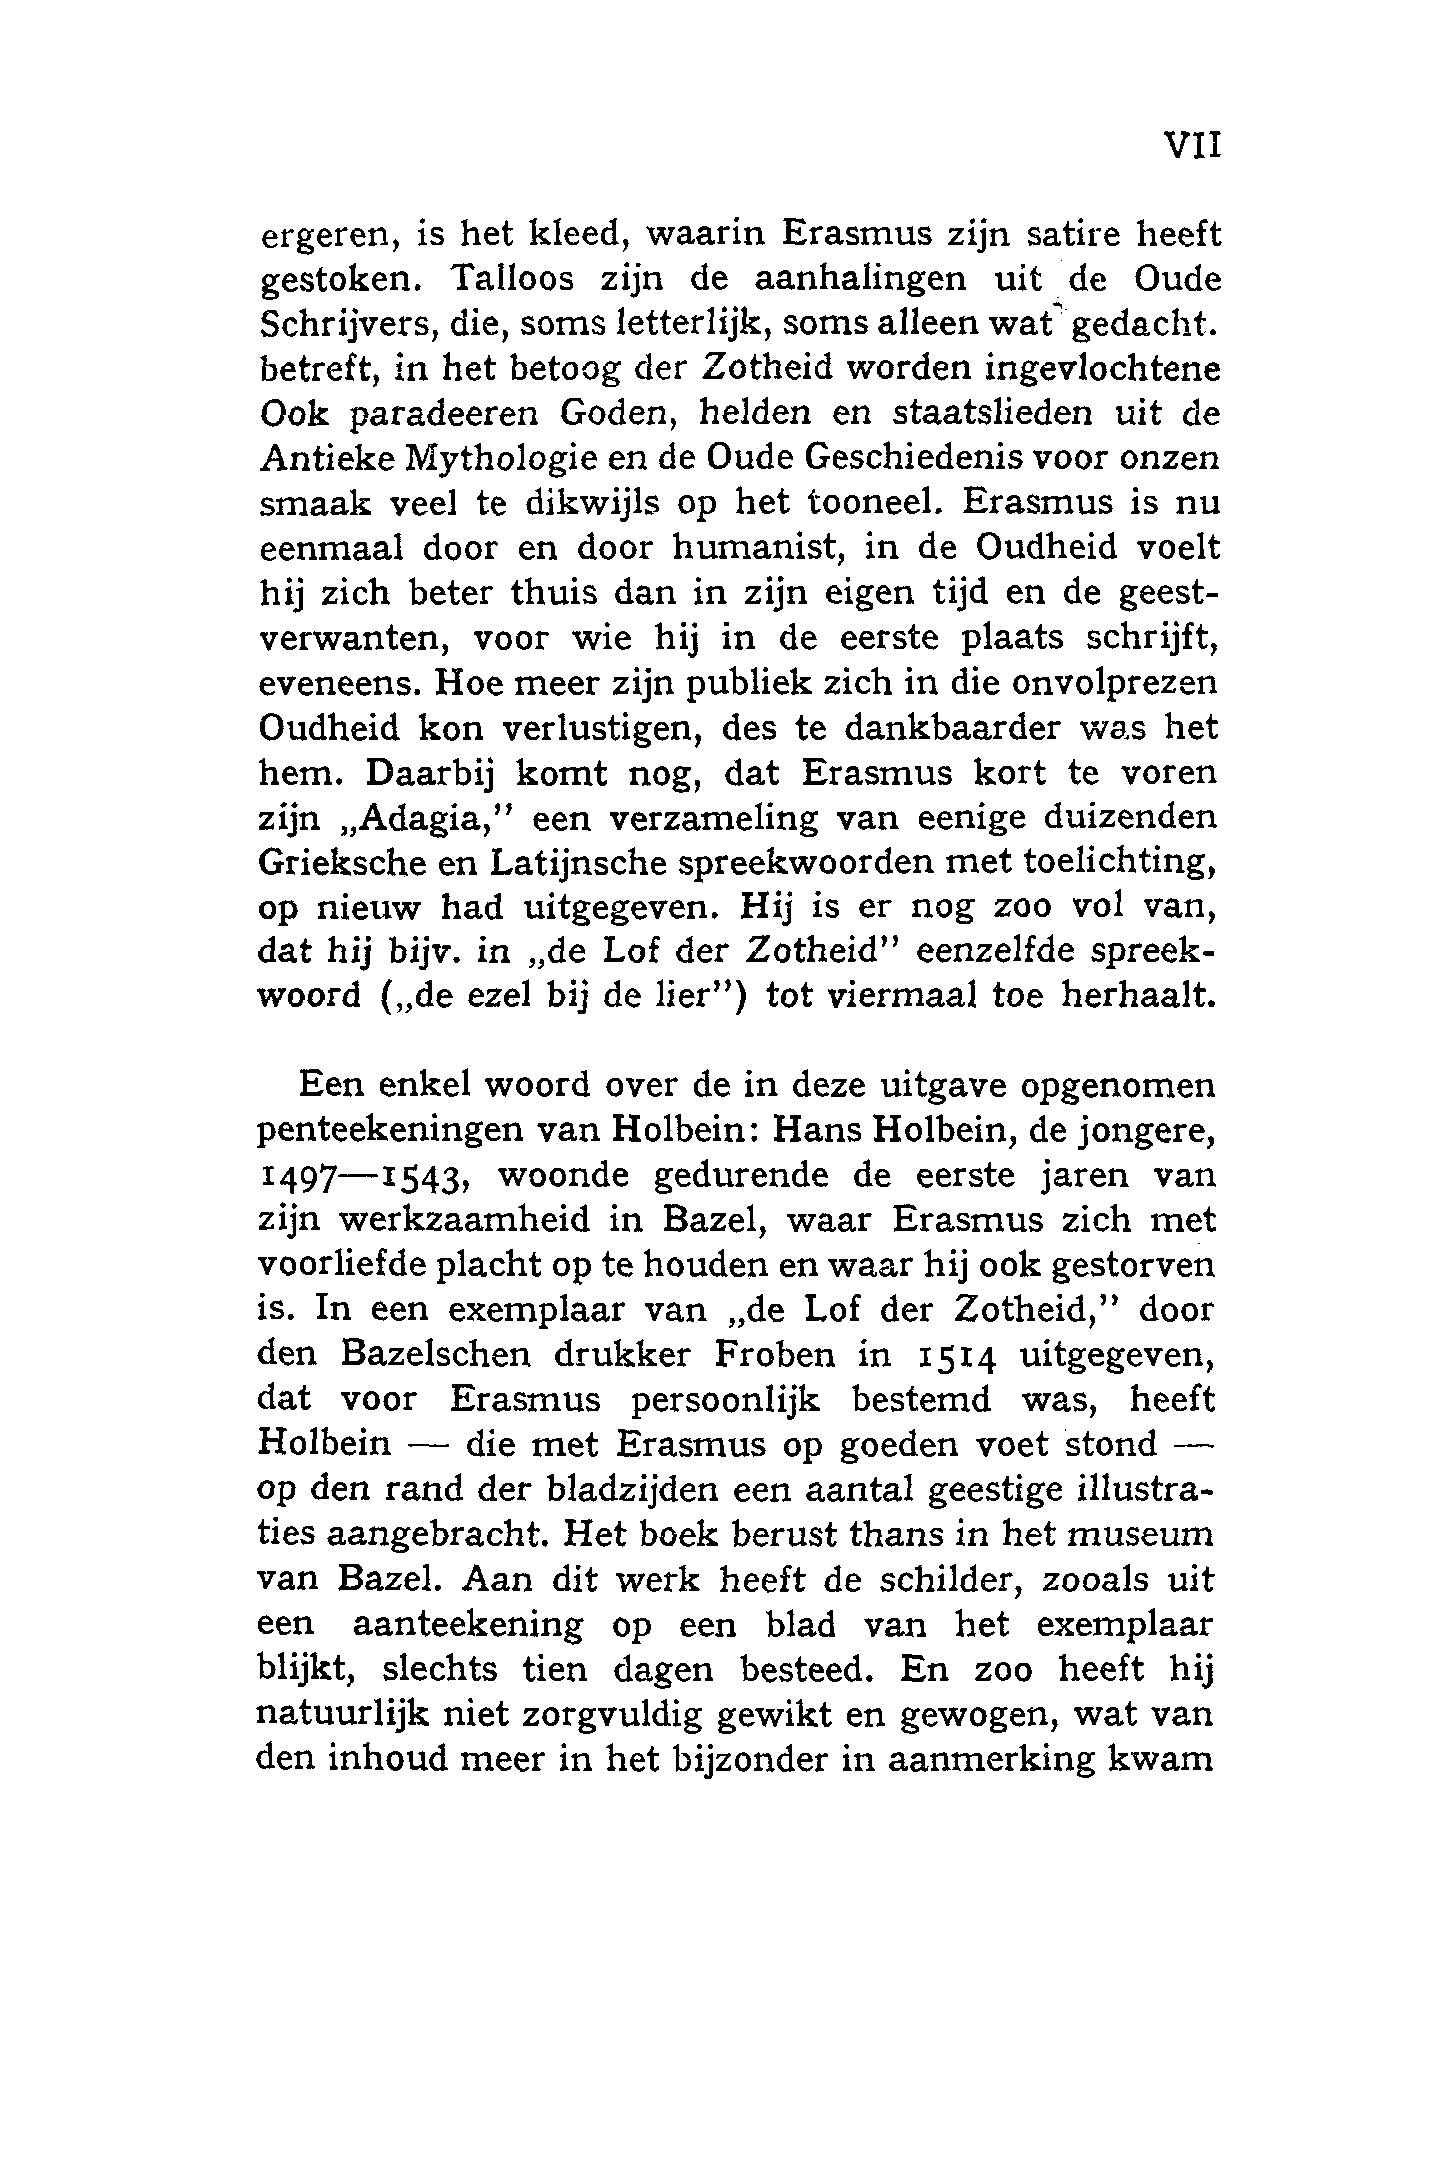 VII
ergeren, is het kleed, waarin Erasmus zijn satire heeft
gestoken. Talloos zijn de aanhalingen uit de Oude
Schrijvers, die, soms letterlijk, soms alleen wat gedacht.
betreft, in het betoog der Zotheid worden ingevlochtene
Ook paradeeren Goden, helden en staatslieden uit de
Antieke Mythologie en de Oude Geschiedenis voor onzen
smaak veel te dikwijls op het tooneel. Erasmus is nu
eenmaal door en door humanist, in de Oudheid voelt
hij zich beter thuis dan in zijn eigen tijd en de geest-
verwanten, voor wie hij in de eerste plaats schrijft,
eveneens. Hoe meer zijn publiek zich in die onvolprezen
Oudheid kon verlustigen, des te dankbaarder was het
hem. Daarbij komt nog, dat Erasmus kort te voren
zijn „Adagia,” een verzameling van eenige duizenden
Grieksche en Latijnsche spreekwoorden met toelichting,
op nieuw had uitgegeven. Hij is er nog zoo vol van,
dat hij bijv. in „de Lof der Zotheid” eenzelfde spreek-
woord („de ezel bij de lier”) tot viermaal toe herhaalt.
Een enkel woord over de in deze uitgave opgenomen
penteekeningen van Holbein: Hans Holbein, de jongere,
1497—1543, woonde gedurende de eerste jaren van
zijn werkzaamheid in Bazel, waar Erasmus zich met
voorliefde placht op te houden en waar hij ook gestorven
is. In een exemplaar van „de Lof der Zotheid,” door
den Bazelschen drukker Froben in 1514 uitgegeven,
dat voor Erasmus persoonlijk bestemd was, heeft
Holbein — die met Erasmus op goeden voet stond —
op den rand der bladzijden een aantal geestige illustra-
ties aangebracht. Het boek berust thans in het museum
van Bazel. Aan dit werk heeft de schilder, zooals uit
een aanteekening op een blad van het exemplaar
blijkt, slechts tien dagen besteed. En zoo heeft hij
natuurlijk niet zorgvuldig gewikt en gewogen, wat van
den inhoud meer in het bijzonder in aanmerking kwam